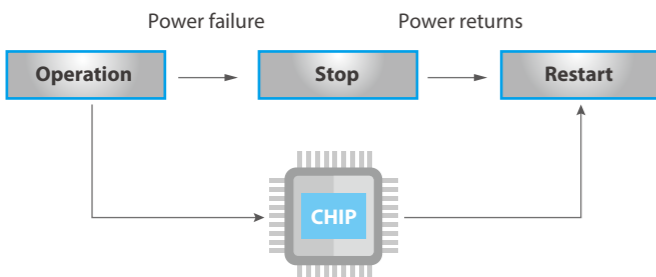 Power failure
Power returns
Operation
Stop
Restart
CHIP